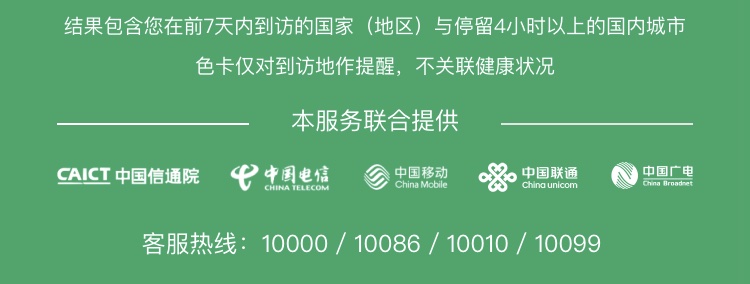 结果包含您在前7天内到访的国家（地区）与停留4小时以上的国内城市
色卡仅对到访地作提醒，不关联健康状况
本服务联合提供
CAICT 中国信通院 中国电信 CHINA TELECOM 中国移动 China Mobile 中国联通 China unicom 中国广电 China Broadnet
客服热线：10000 / 10086 / 10010 / 10099